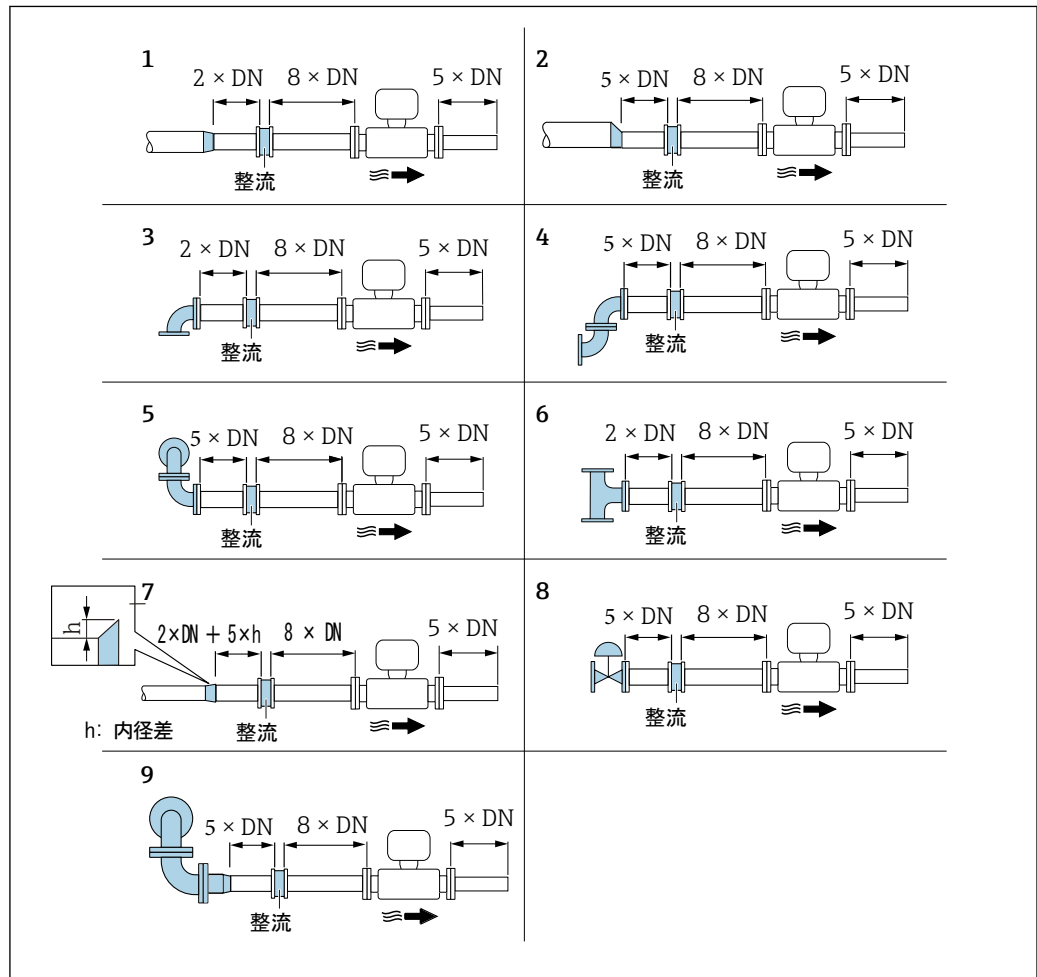 1
2 × DN 8 × DN 5 × DN
整流
2
5 × DN 8 × DN 5 × DN
整流
3
2 × DN 8 × DN 5 × DN
整流
4
5 × DN 8 × DN 5 × DN
整流
5
5 × DN 8 × DN 5 × DN
整流
6
2 × DN 8 × DN 5 × DN
整流
7
h
2×DN + 5×h 8 × DN 5 × DN
h: 内径差
整流
8
5 × DN 8 × DN 5 × DN
整流
9
5 × DN 8 × DN 5 × DN
整流